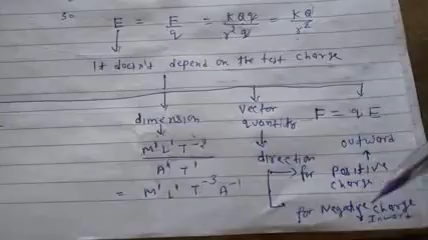 So E = F/q = KQq/r²q = KQ/r²
It doesn't depend on the test charge
dimension
vector quantity
F = qE
M¹L¹T⁻²/A¹T¹
= M¹L¹T⁻³A⁻¹
direction
outward
for Positive charge
for Negative charge
Inward